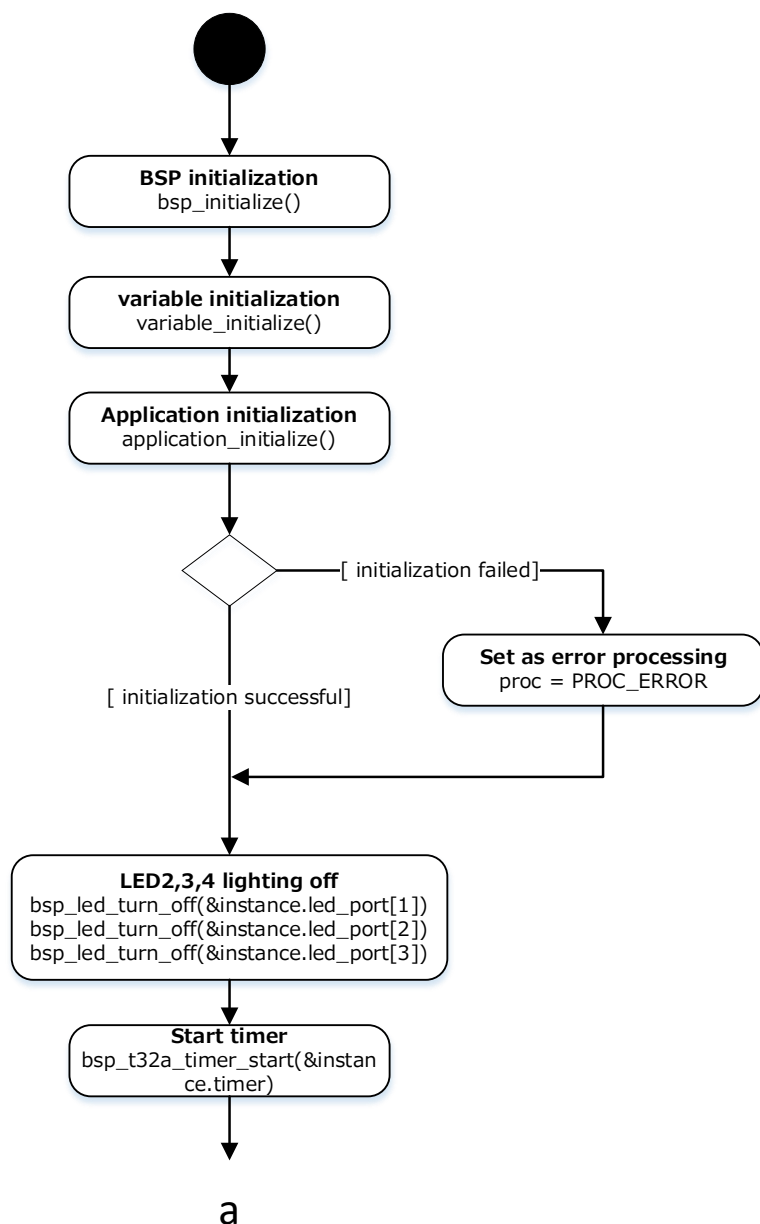 BSP initialization
bsp_initialize()
variable initialization
variable_initialize()
Application initialization
application_initialize()
[ initialization failed]
Set as error processing
proc = PROC_ERROR
[ initialization successful]
LED2,3,4 lighting off
bsp_led_turn_off(&instance.led_port[1])
bsp_led_turn_off(&instance.led_port[2])
bsp_led_turn_off(&instance.led_port[3])
Start timer
bsp_t32a_timer_start(&instan
ce.timer)
a